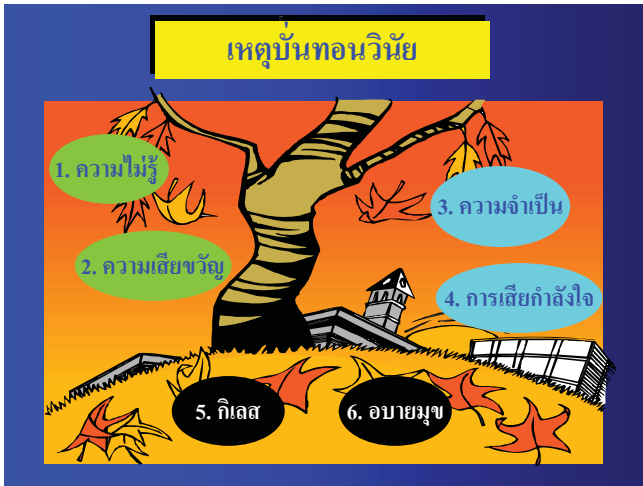 เหตุบั่นทอนวินัย
1. ความไม่รู้
2. ความเสียขวัญ
3. ความจำเป็น
4. การเสียกำลังใจ
5. กิเลส
6. อบายมุข